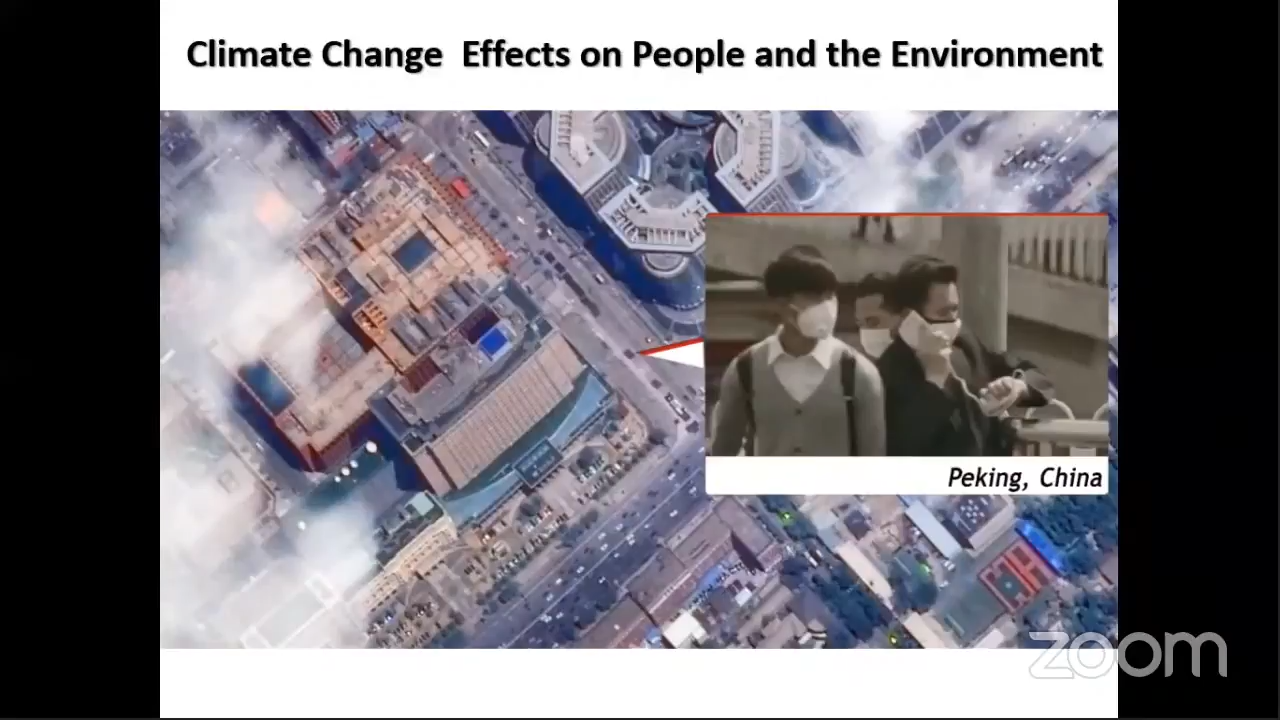 Climate Change Effects on People and the Environment
Peking, China
zoom